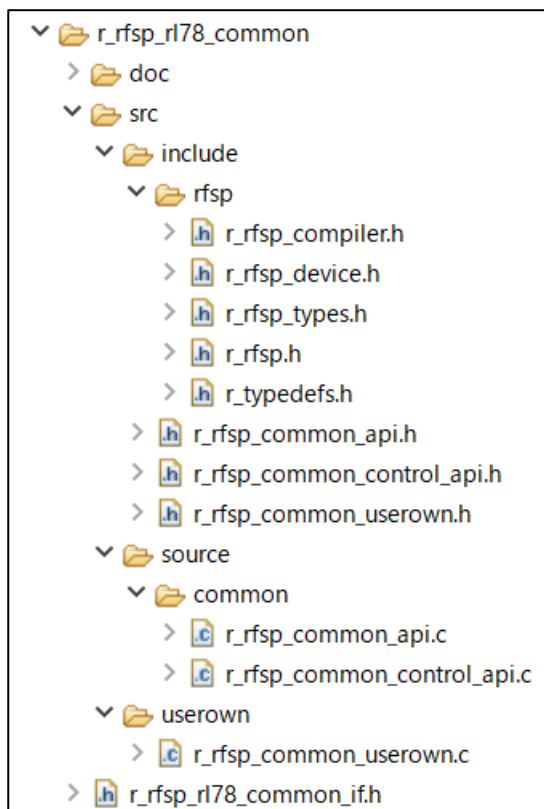 r_rfsp_rl78_common
doc
src
include
rfsp
.h r_rfsp_compiler.h
.h r_rfsp_device.h
.h r_rfsp_types.h
.h r_rfsp.h
.h r_typedefs.h
.h r_rfsp_common_api.h
.h r_rfsp_common_control_api.h
.h r_rfsp_common_userown.h
source
common
.c r_rfsp_common_api.c
.c r_rfsp_common_control_api.c
userown
.c r_rfsp_common_userown.c
.h r_rfsp_rl78_common_if.h